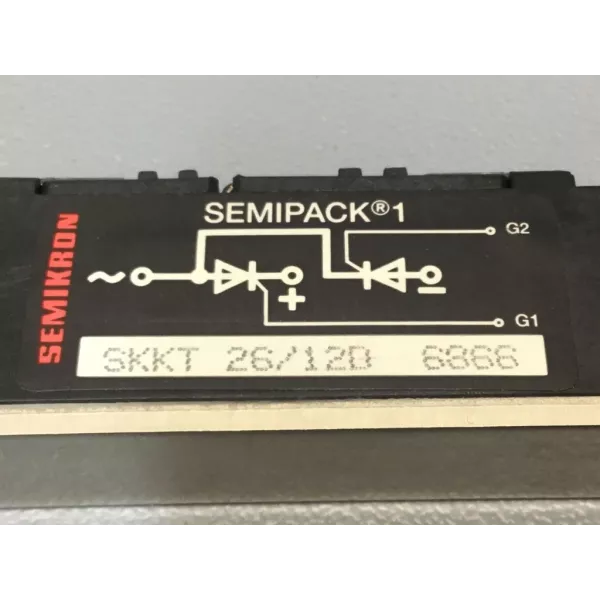 SEMIKRON
SEMIPACK®1
G2
~
+
−
G1
SKKT 26/12D 6866